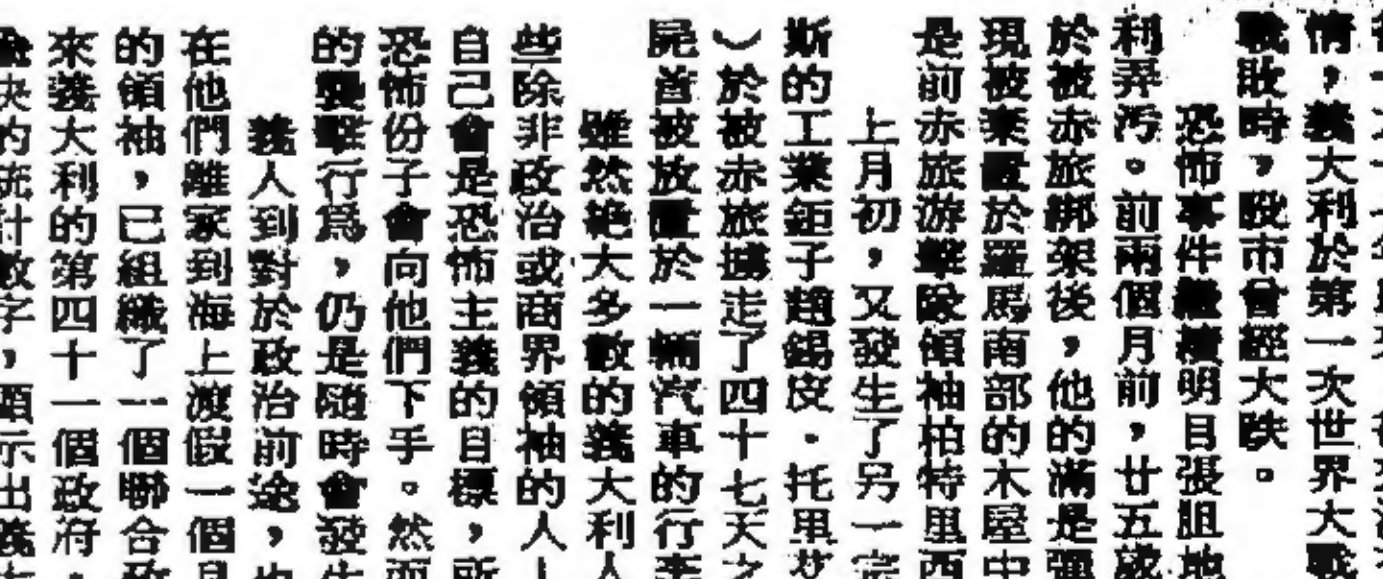 情，義大利於第一次世界大戰
戰敗時，股市曾經大跌。
恐怖事件繼續明目張胆地
利弄汚。前兩個月前，廿五歲
於被赤旅綁架後，他的滿是彈
現被棄置於羅馬南部的木屋中
是前赤旅游擊隊領袖柏特里西
上月初，又發生了另一宗
斯的工業鉅子趙錫度・托里
）於被赤旅擄走了四十七天之
屍首被放置於一輛汽車的行李
雖然絶大多數的義大利人
些除非政治或商界領袖的人
自己會是恐怖主義的目標，所
恐怖份子會向他們下手。然而
的襲擊行爲，仍是隨時會發生
義人到對於政治前途，也
在他們離家到海上渡假一個月
的領袖，已組織了一個聯合政
來義大利的第四十一個政府，
的統計數字，顯示出義